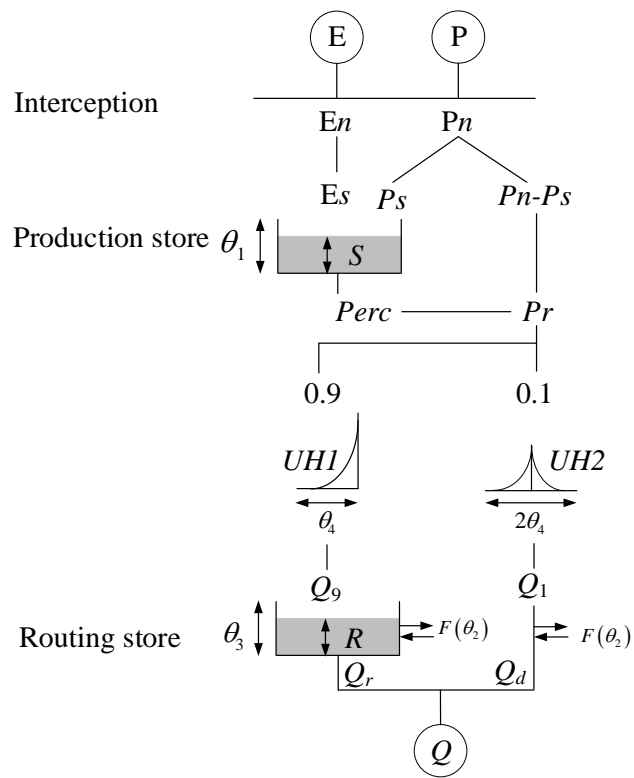 E P
Interception
En Pn
Es Ps Pn-Ps
Production store θ₁ S
Perc Pr
0.9 0.1
UH1 UH2
θ₄ 2θ₄
Q₉ Q₁
Routing store θ₃ R F(θ₂) F(θ₂)
Qᵣ Q_d
Q